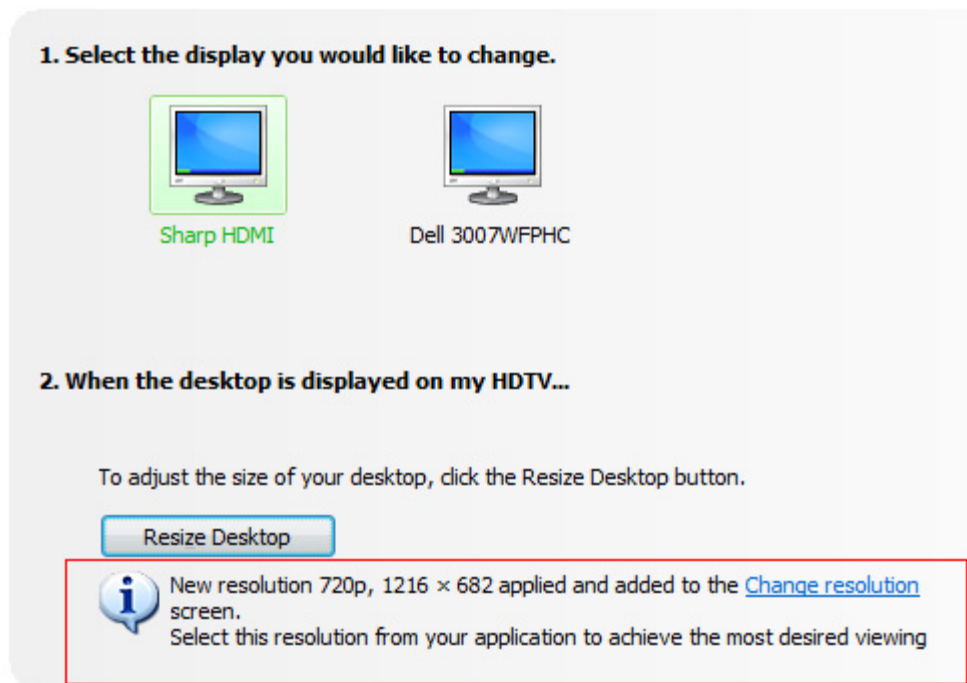 1. Select the display you would like to change.
Sharp HDMI
Dell 3007WFPHC
2. When the desktop is displayed on my HDTV...
To adjust the size of your desktop, click the Resize Desktop button.
Resize Desktop
New resolution 720p, 1216 × 682 applied and added to the Change resolution
screen.
Select this resolution from your application to achieve the most desired viewing